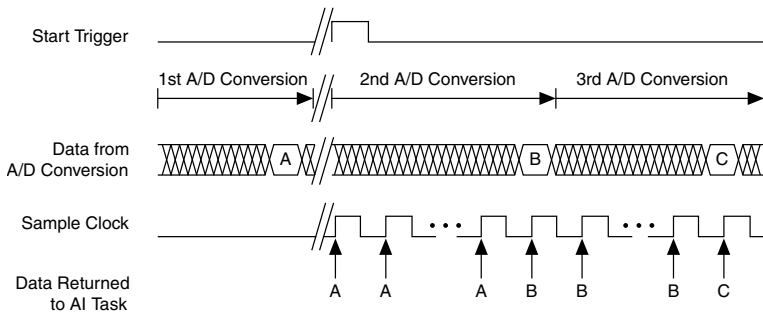 Start Trigger
1st A/D Conversion 2nd A/D Conversion 3rd A/D Conversion
Data from
A/D Conversion
A B C
Sample Clock
Data Returned
to AI Task
A A A B B B C